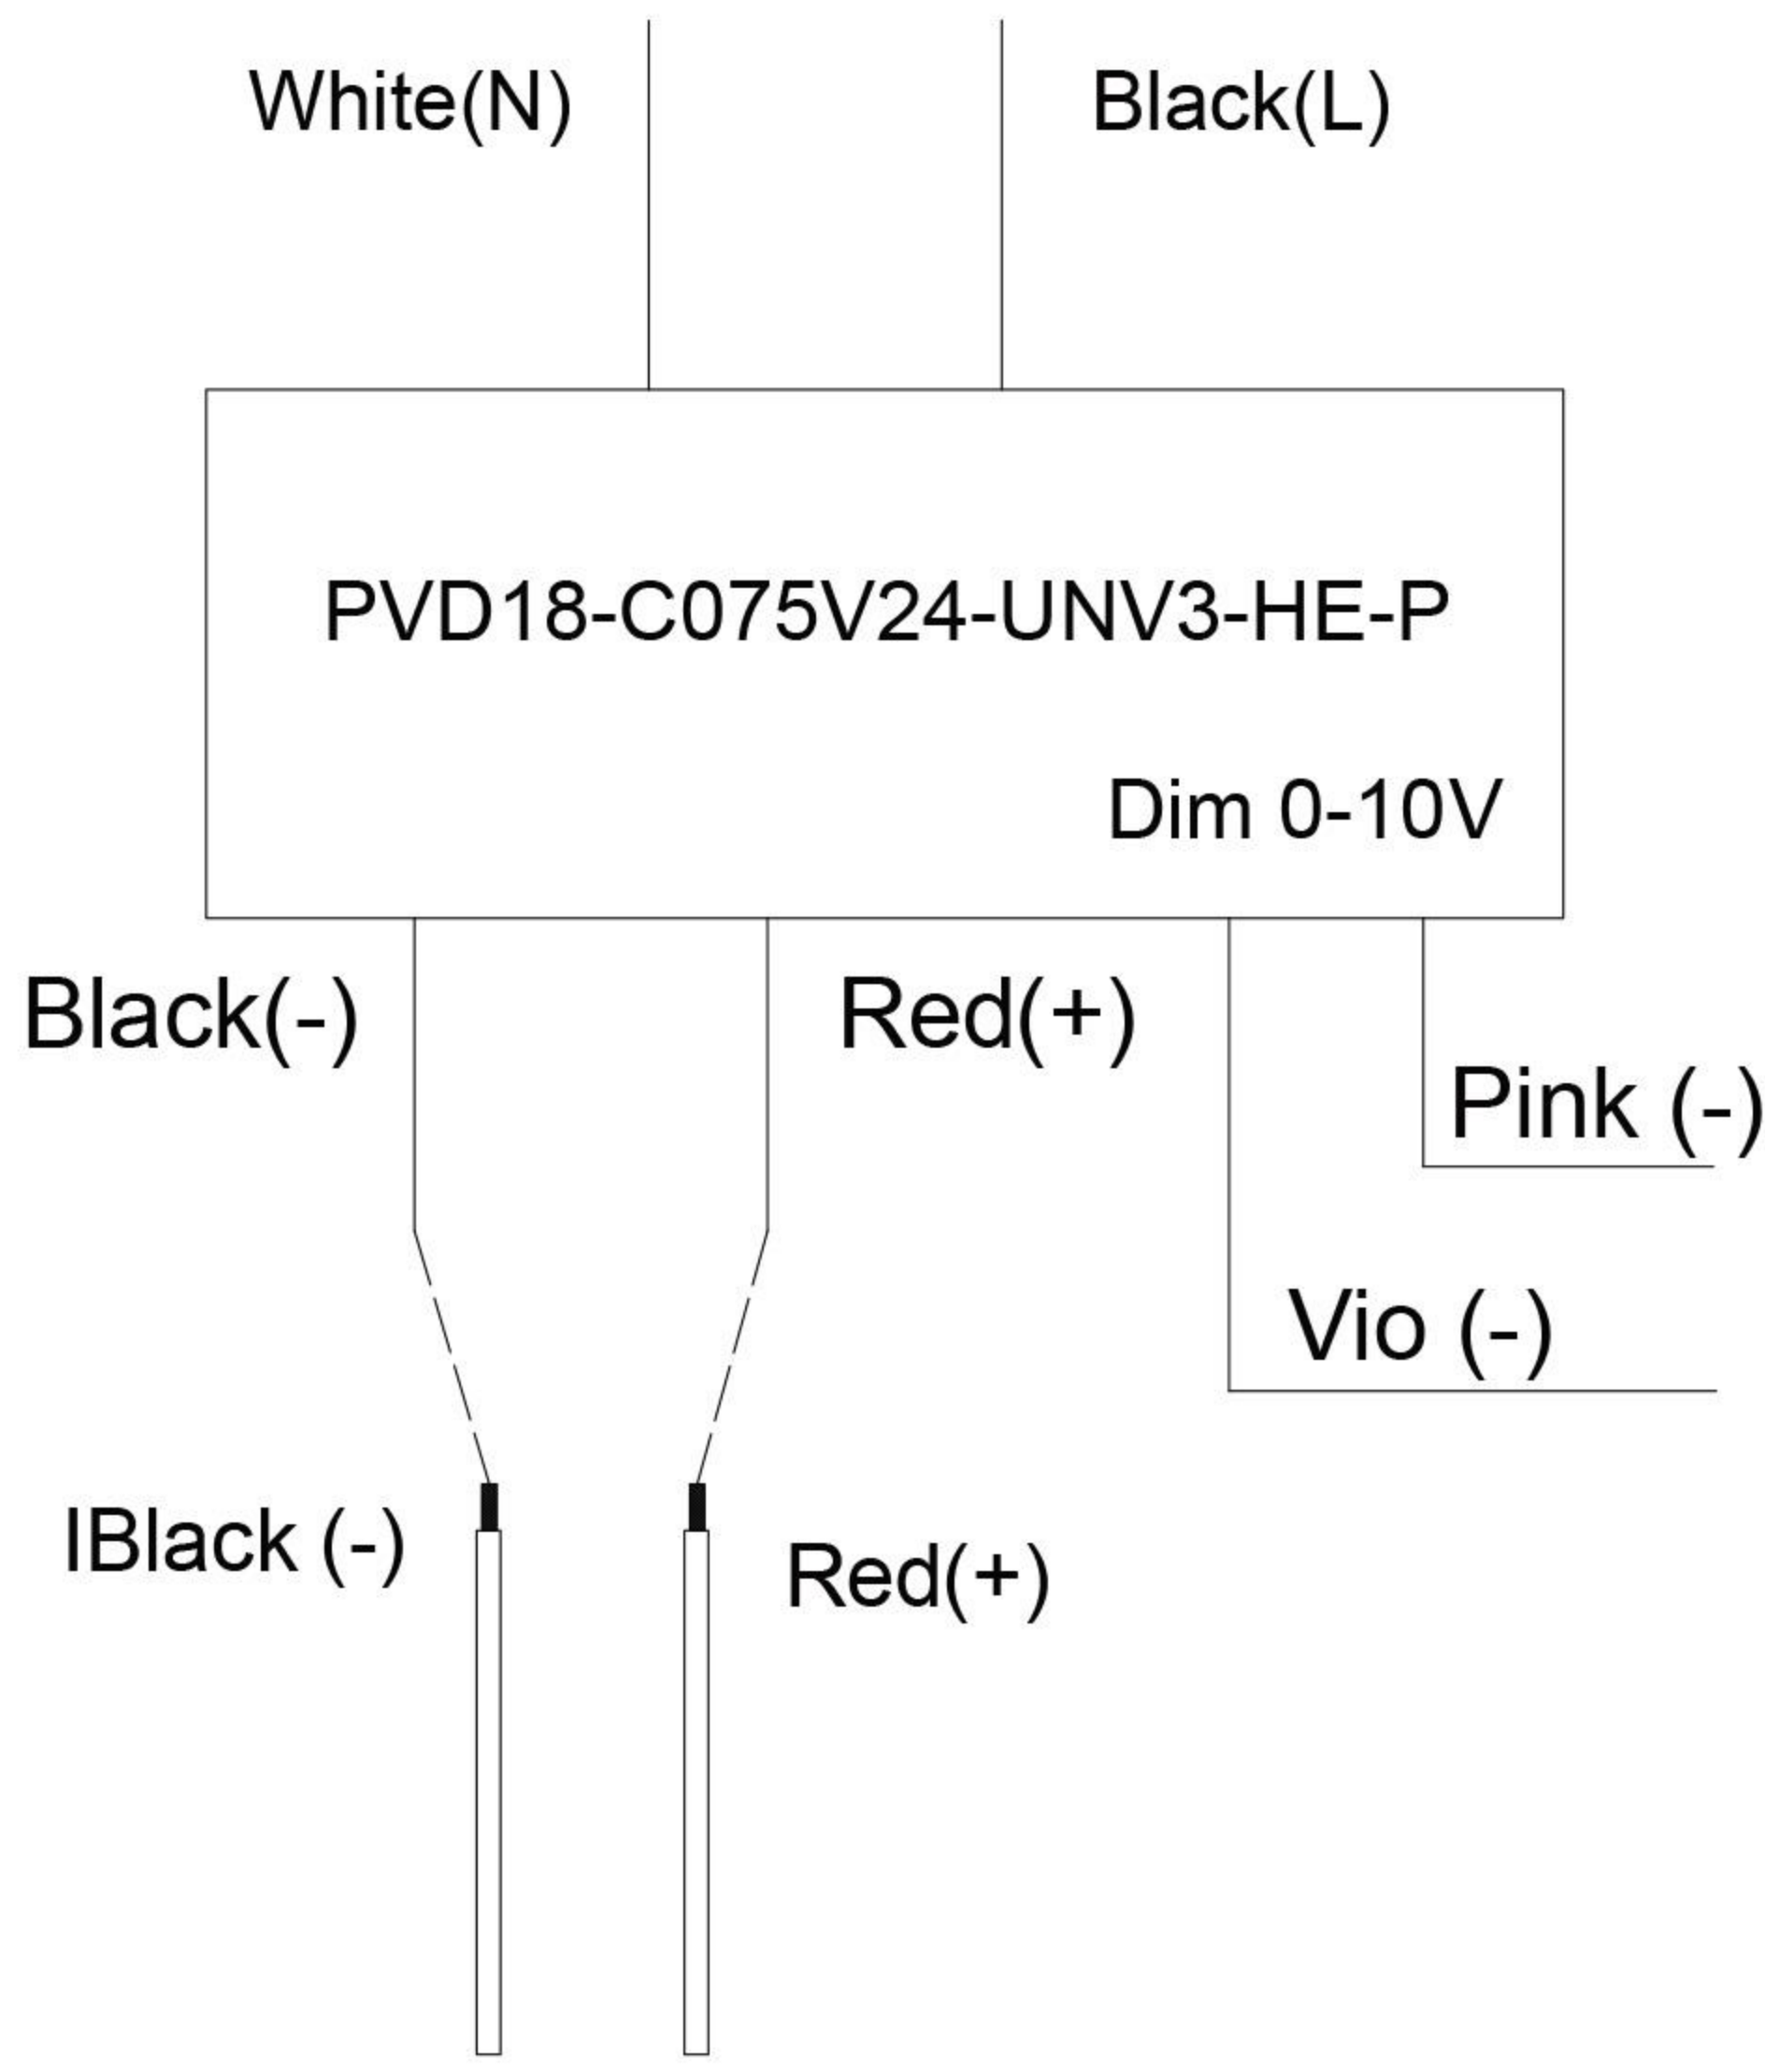 White(N)
Black(L)
PVD18-C075V24-UNV3-HE-P
Dim 0-10V
Black(-)
Red(+)
Pink (-)
Vio (-)
IBlack (-)
Red(+)